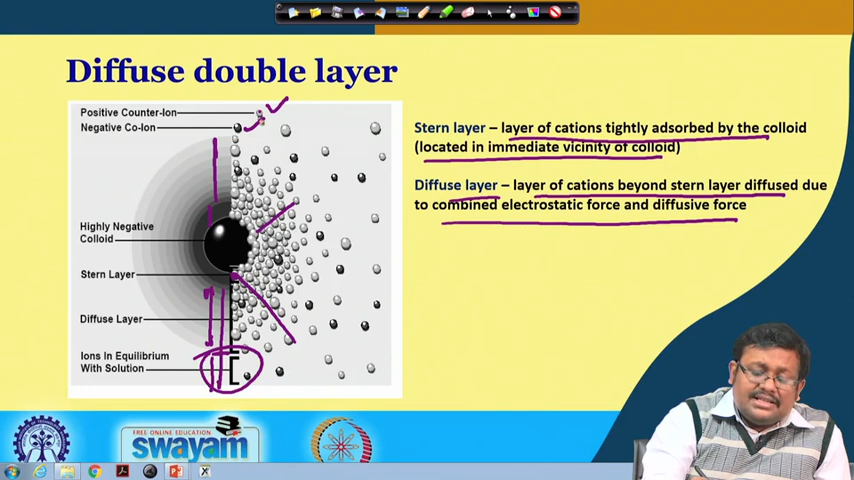 Diffuse double layer
Positive Counter-Ion
Negative Co-Ion
Highly Negative
Colloid
Stern Layer
Diffuse Layer
Ions In Equilibrium
With Solution
Stern layer – layer of cations tightly adsorbed by the colloid
(located in immediate vicinity of colloid)
Diffuse layer – layer of cations beyond stern layer diffused due
to combined electrostatic force and diffusive force
FREE ONLINE EDUCATION
swayam